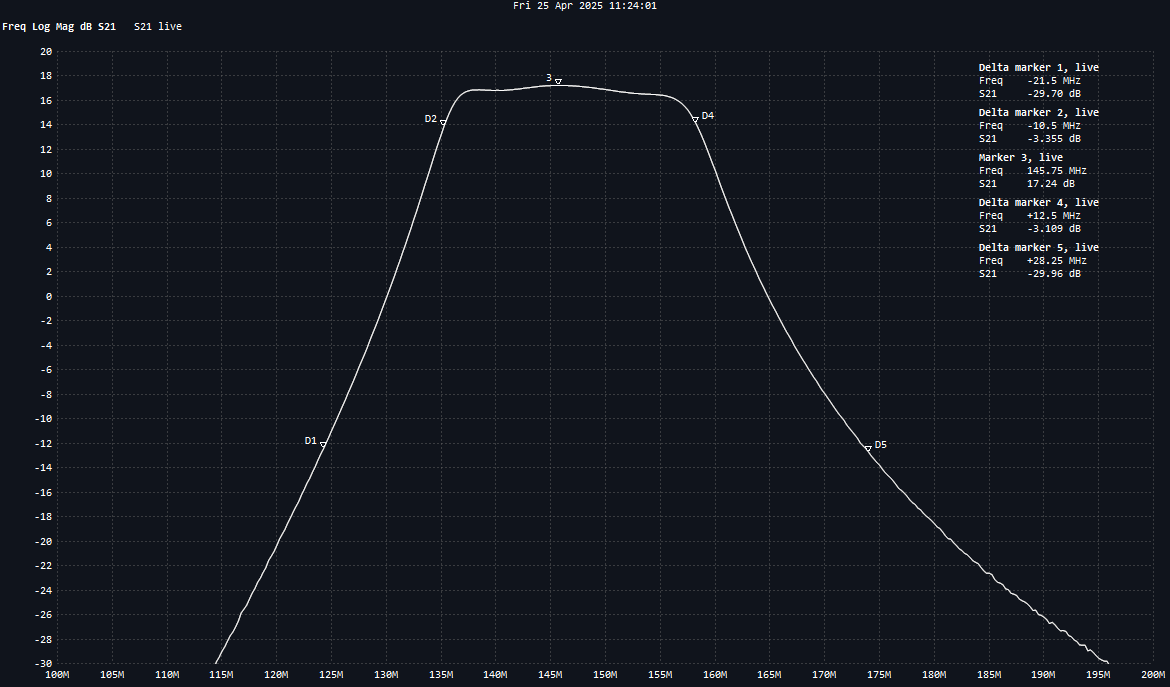 Fri 25 Apr 2025 11:24:01
Freq Log Mag dB S21 S21 live
20
18
16
14
12
10
8
6
4
2
0
-2
-4
-6
-8
-10
-12
-14
-16
-18
-20
-22
-24
-26
-28
-30
100M 105M 110M 115M 120M 125M 130M 135M 140M 145M 150M 155M 160M 165M 170M 175M 180M 185M 190M 195M 200M
D1
D2
3
D4
D5
Delta marker 1, live
Freq -21.5 MHz
S21 -29.70 dB
Delta marker 2, live
Freq -10.5 MHz
S21 -3.355 dB
Marker 3, live
Freq 145.75 MHz
S21 17.24 dB
Delta marker 4, live
Freq +12.5 MHz
S21 -3.109 dB
Delta marker 5, live
Freq +28.25 MHz
S21 -29.96 dB